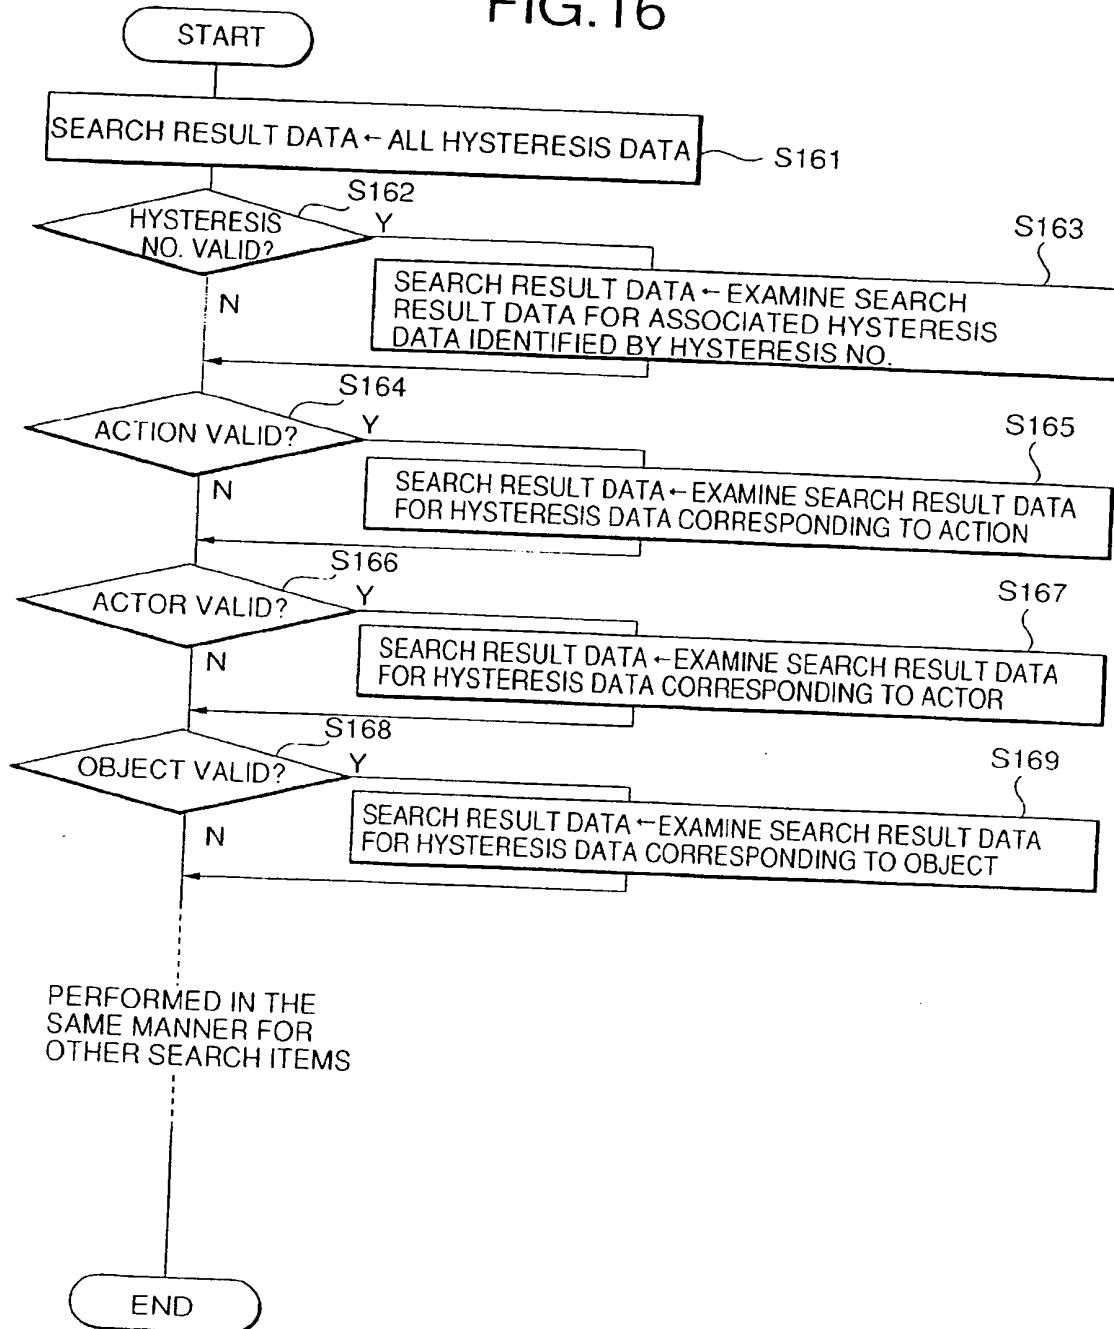 FIG.16
START
SEARCH RESULT DATA←ALL HYSTERESIS DATA
S161
S162
HYSTERESIS
NO. VALID?
Y
N
S163
SEARCH RESULT DATA←EXAMINE SEARCH
RESULT DATA FOR ASSOCIATED HYSTERESIS
DATA IDENTIFIED BY HYSTERESIS NO.
S164
ACTION VALID?
Y
N
S165
SEARCH RESULT DATA←EXAMINE SEARCH RESULT DATA
FOR HYSTERESIS DATA CORRESPONDING TO ACTION
S166
ACTOR VALID?
Y
N
S167
SEARCH RESULT DATA←EXAMINE SEARCH RESULT DATA
FOR HYSTERESIS DATA CORRESPONDING TO ACTOR
S168
OBJECT VALID?
Y
N
S169
SEARCH RESULT DATA←EXAMINE SEARCH RESULT DATA
FOR HYSTERESIS DATA CORRESPONDING TO OBJECT
PERFORMED IN THE
SAME MANNER FOR
OTHER SEARCH ITEMS
END